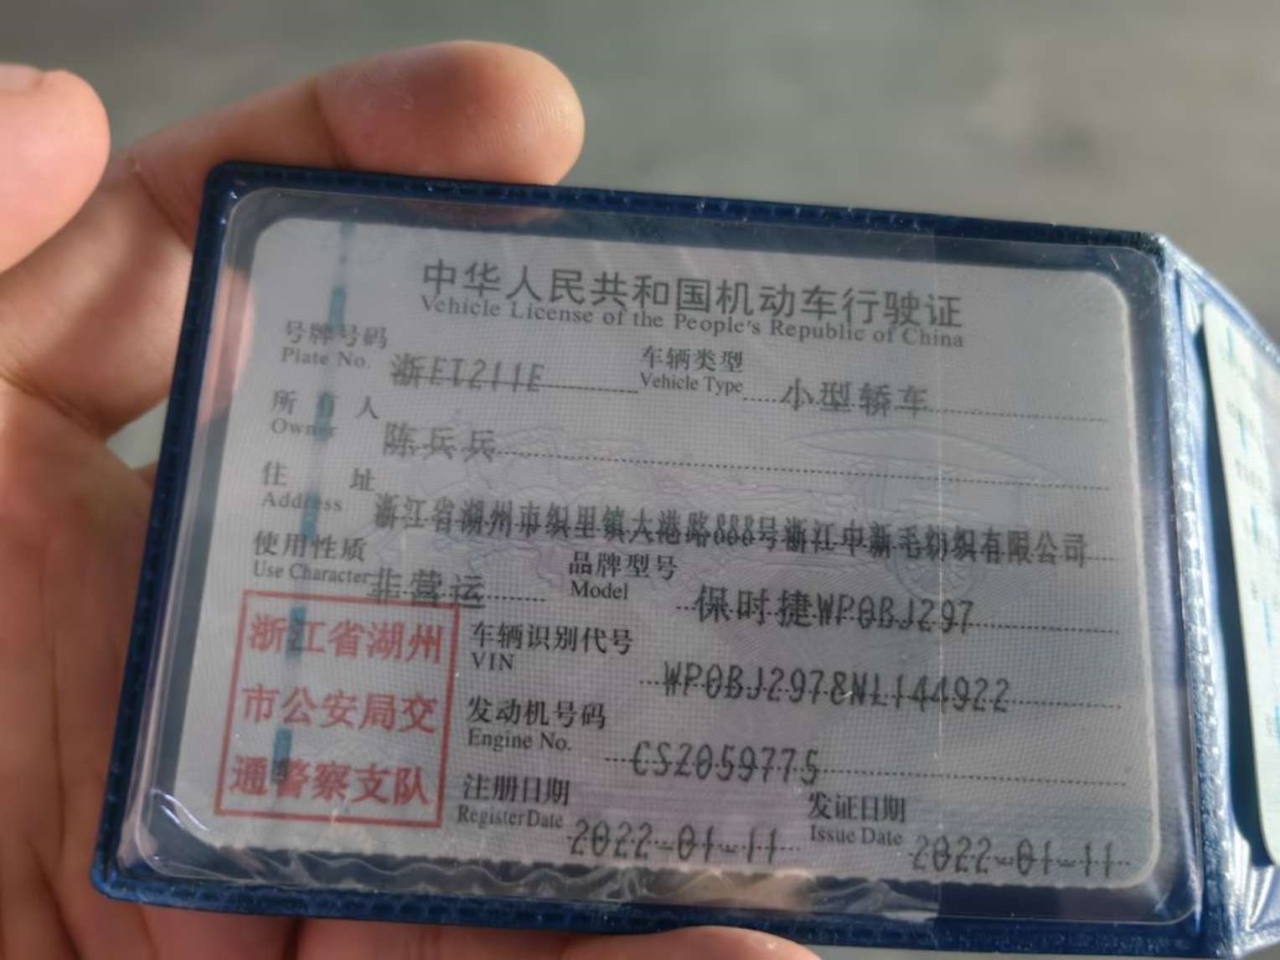 中华人民共和国机动车行驶证
Vehicle License of the People's Republic of China
号牌号码 浙ET211E 车辆类型 小型轿车
Plate No. Vehicle Type
所有人 陈兵兵
Owner
住址 浙江省湖州市织里镇大港路888号浙江中新毛纺织有限公司
Address
使用性质 非营运 品牌型号 保时捷WP0BJ297
Use Character Model
浙江省湖州
市公安局交
通警察支队
车辆识别代号 WP0BJ2978NL144922
VIN
发动机号码 CSZ059775
Engine No.
注册日期 2022-01-11 发证日期 2022-01-11
Register Date Issue Date